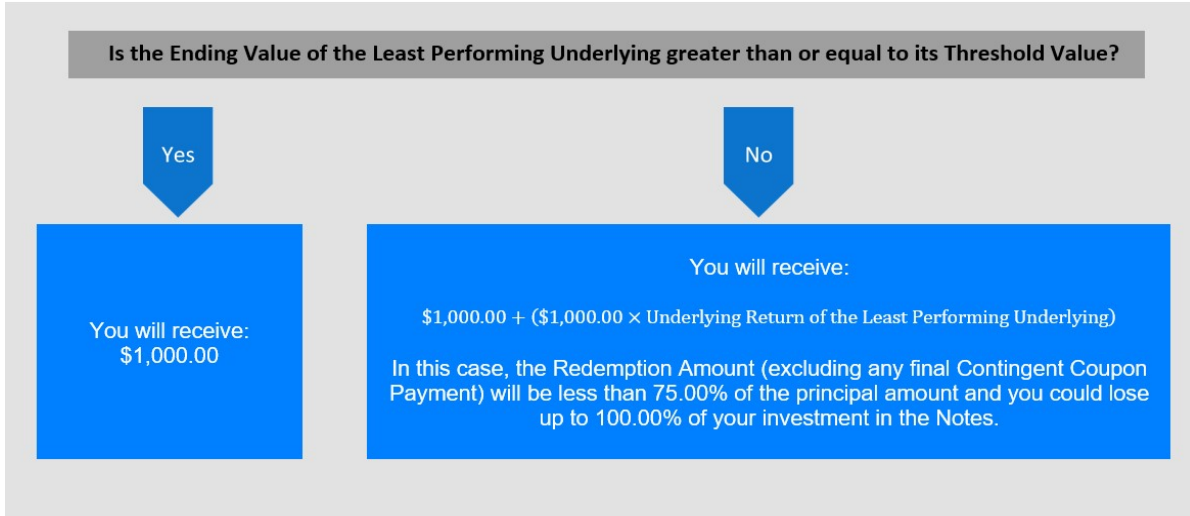 Is the Ending Value of the Least Performing Underlying greater than or equal to its Threshold Value?
Yes
No
You will receive:
$1,000.00
You will receive:
$1,000.00 + ($1,000.00 × Underlying Return of the Least Performing Underlying)
In this case, the Redemption Amount (excluding any final Contingent Coupon
Payment) will be less than 75.00% of the principal amount and you could lose
up to 100.00% of your investment in the Notes.